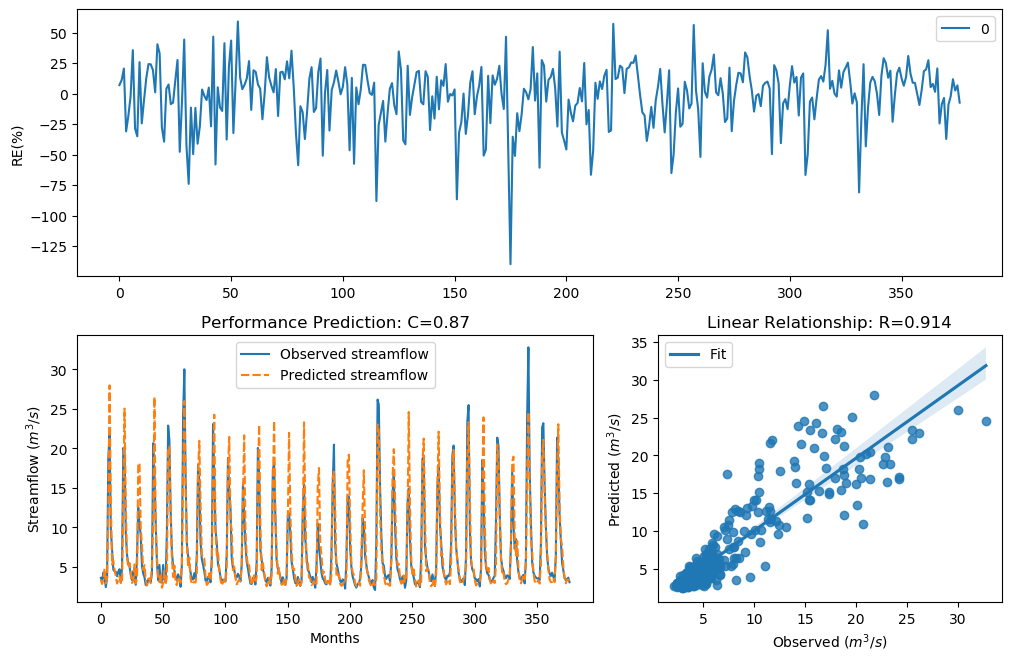 0
RE(%)
50
25
0
−25
−50
−75
−100
−125
0 50 100 150 200 250 300 350
Performance Prediction: C=0.87
Observed streamflow
Predicted streamflow
Streamflow (m³/s)
30
25
20
15
10
5
0 50 100 150 200 250 300 350
Months
Linear Relationship: R=0.914
Fit
Predicted (m³/s)
35
30
25
20
15
10
5
5 10 15 20 25 30
Observed (m³/s)